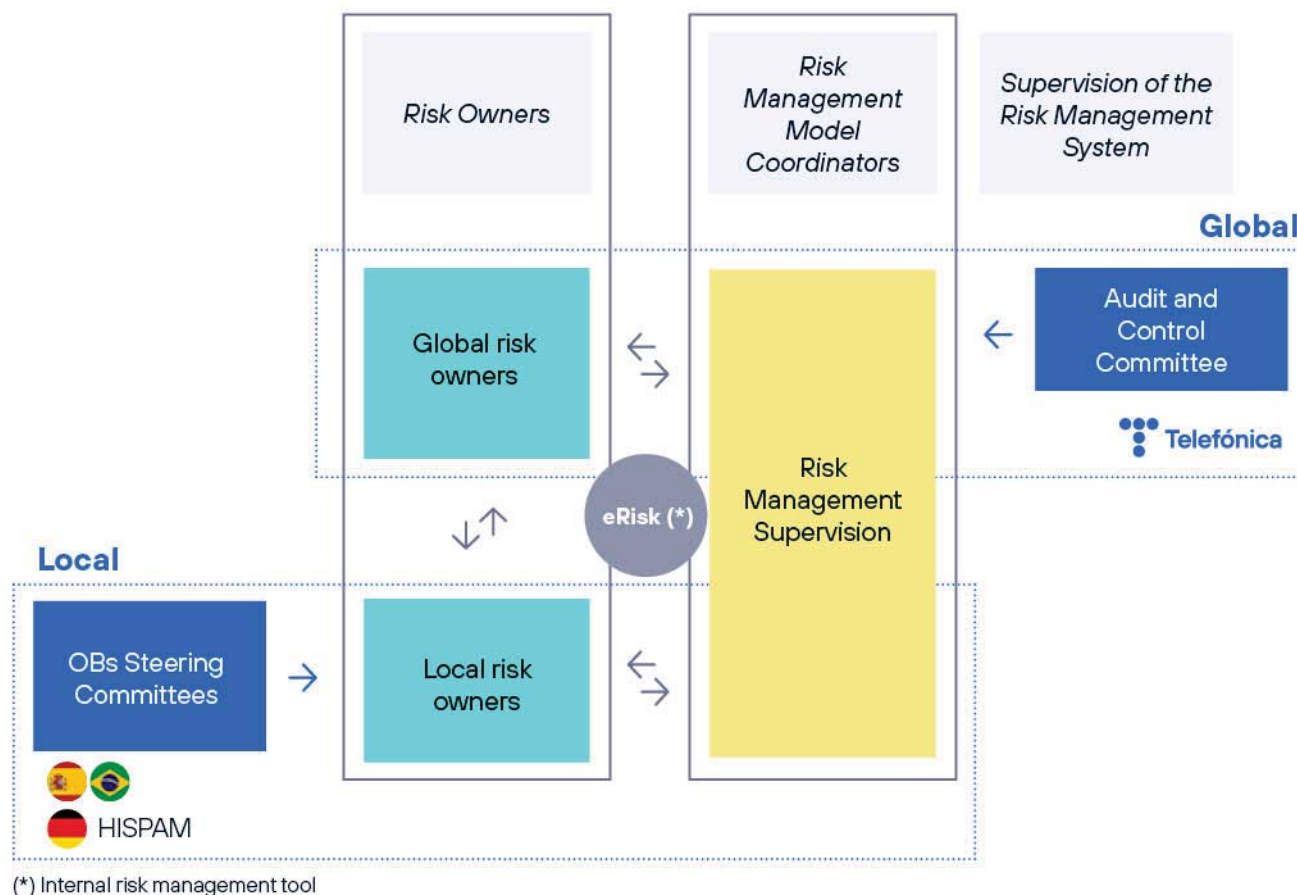 Risk Owners
Risk
Management
Model
Coordinators
Supervision of the
Risk Management
System
Global
Global risk
owners
Audit and
Control
Committee
Telefónica
Risk
Management
Supervision
eRisk (*)
Local
OBs Steering
Committees
Local risk
owners
HISPAM
(*) Internal risk management tool